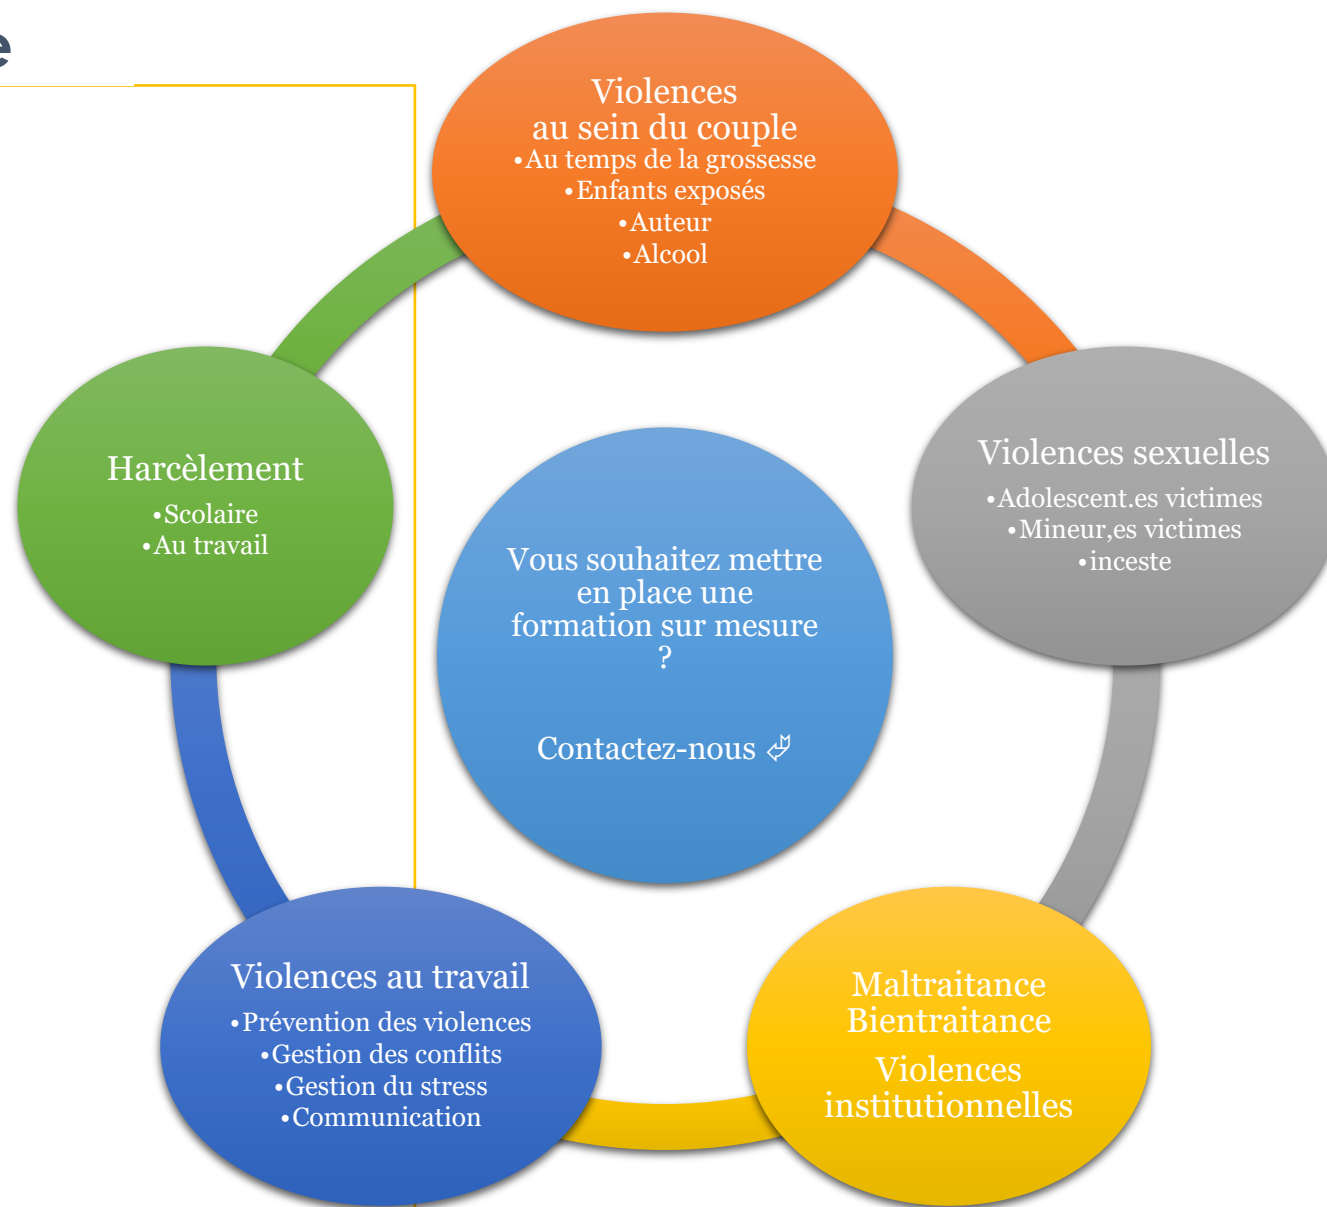 e
Violences
au sein du couple
•Au temps de la grossesse
•Enfants exposés
•Auteur
•Alcool
Violences sexuelles
•Adolescent.es victimes
•Mineur,es victimes
•inceste
Maltraitance
Bientraitance
Violences
institutionnelles
Violences au travail
•Prévention des violences
•Gestion des conflits
•Gestion du stress
•Communication
Harcèlement
•Scolaire
•Au travail
Vous souhaitez mettre
en place une
formation sur mesure
?
Contactez-nous